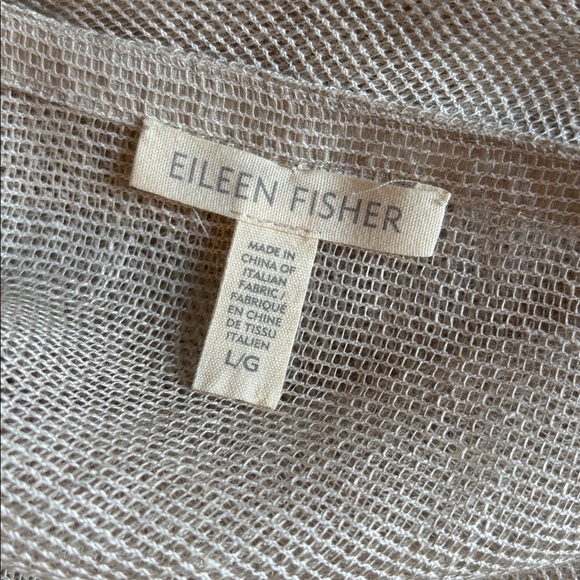 EILEEN FISHER
MADE IN
CHINA OF
ITALIAN
FABRIC /
FABRIQUÉ
EN CHINE
DE TISSU
ITALIEN
L/G